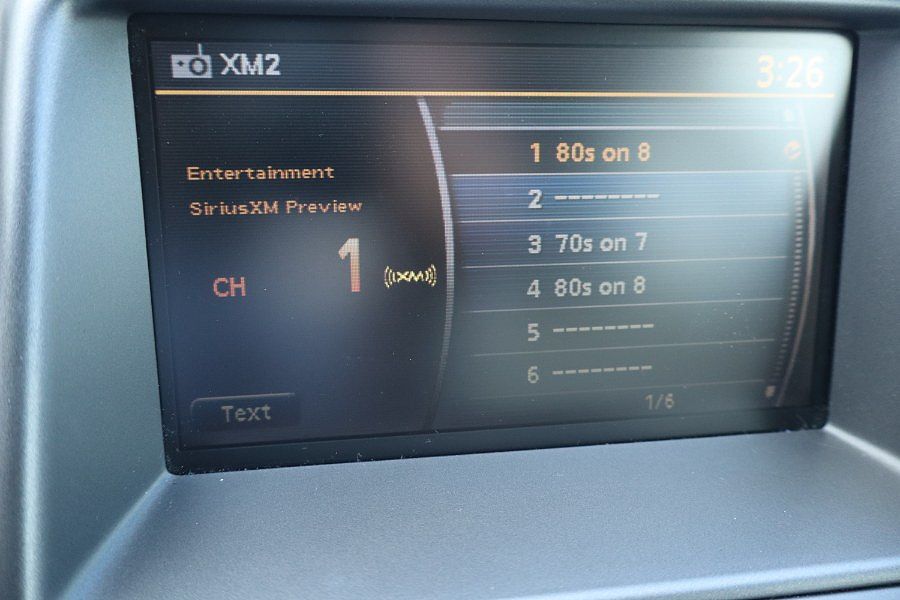 XM2
3:26
Entertainment
SiriusXM Preview
CH 1 ((XM))
Text
1 80s on 8
2 --------
3 70s on 7
4 80s on 8
5 --------
6 --------
1/6